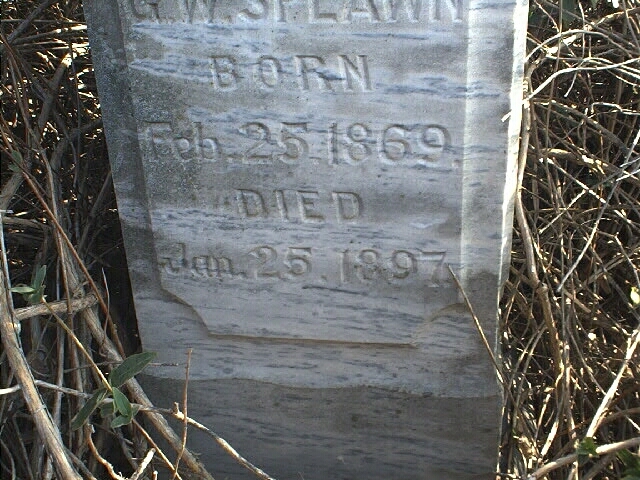 G.W.SPLAWN
BORN
Feb.25.1869.
DIED
Jan.25.1897.